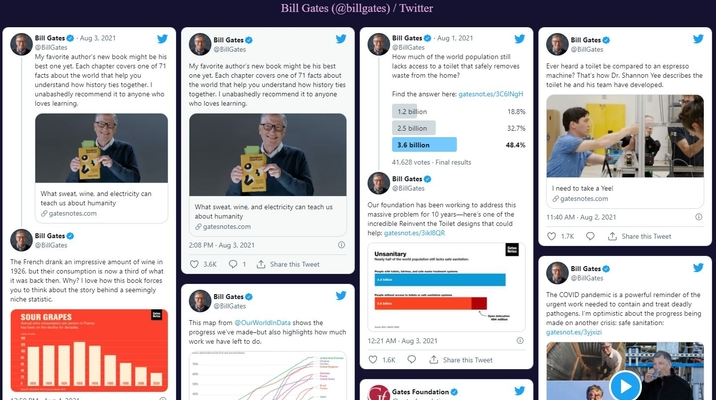 Bill Gates (@billgates) / Twitter
Bill Gates · Aug 3, 2021
@BillGates
My favorite author's new book might be his
best one yet. Each chapter covers one of 71
facts about the world that help you
understand how history ties together. I
unabashedly recommend it to anyone who
loves learning.
What sweat, wine, and electricity can
teach us about humanity
gatesnotes.com
Bill Gates
@BillGates
The French drank an impressive amount of wine in
1926, but their consumption is now a third of what
it was back then. Why? I love how this book forces
you to think about the story behind a seemingly
niche statistic.
SOUR GRAPES
Bill Gates
@BillGates
My favorite author's new book might be his best
one yet. Each chapter covers one of 71 facts about
the world that help you understand how history ties
together. I unabashedly recommend it to anyone
who loves learning.
What sweat, wine, and electricity can teach us
about humanity
gatesnotes.com
2:08 PM · Aug 3, 2021
3.6K
1
Share this Tweet
Bill Gates
@BillGates
This map from @OurWorldInData shows the
progress we've made—but also highlights how much
work we have left to do.
Bill Gates · Aug 1, 2021
@BillGates
How much of the world population still
lacks access to a toilet that safely removes
waste from the home?
Find the answer here: gatesnot.es/3C6lNgH
1.2 billion 18.8%
2.5 billion 32.7%
3.6 billion 48.4%
41,628 votes · Final results
Bill Gates
@BillGates
Our foundation has been working to address this
massive problem for 10 years—here's one of the
incredible Reinvent the Toilet designs that could
help: gatesnot.es/3ikl8QR
Unsanitary
12:21 AM · Aug 3, 2021
1.6K
Share this Tweet
Gates Foundation
Bill Gates
@BillGates
Ever heard a toilet be compared to an espresso
machine? That's how Dr. Shannon Yee describes the
toilet he and his team have developed.
I need to take a Yee!
gatesnotes.com
11:40 AM · Aug 2, 2021
1.7K
Share this Tweet
Bill Gates
@BillGates
The COVID pandemic is a powerful reminder of the
urgent work needed to contain and treat deadly
pathogens. I'm optimistic about the progress being
made on another crisis: safe sanitation: